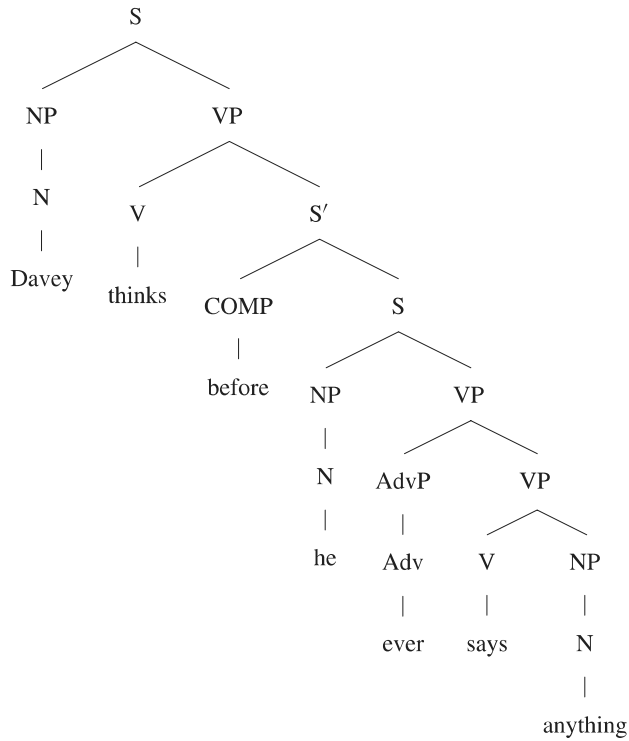 S
NP VP
N V S′
Davey thinks COMP S
before NP VP
N AdvP VP
he Adv V NP
ever says N
anything